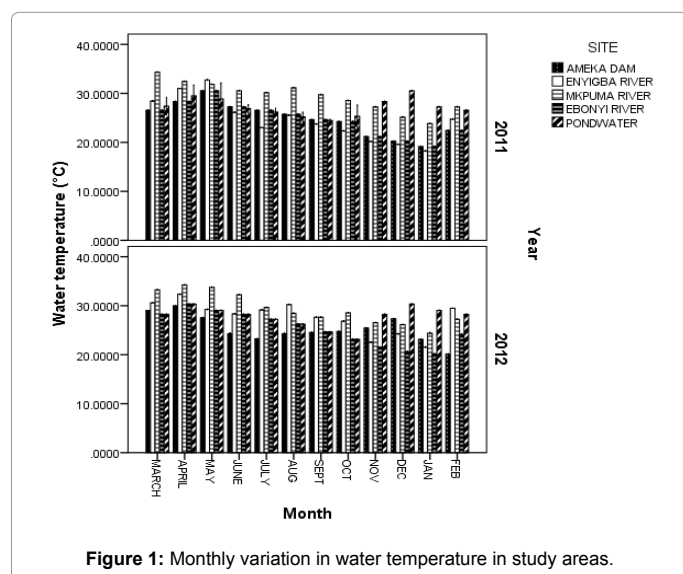 SITE
AMEKA DAM
ENYIGBA RIVER
MKPUMA RIVER
EBONYI RIVER
PONDWATER
Water temperature (°C)
40.0000
30.0000
20.0000
10.0000
.0000
2011
Year
40.0000
30.0000
20.0000
10.0000
.0000
2012
MARCH
APRIL
MAY
JUNE
JULY
AUG
SEPT
OCT
NOV
DEC
JAN
FEB
Month
Figure 1: Monthly variation in water temperature in study areas.